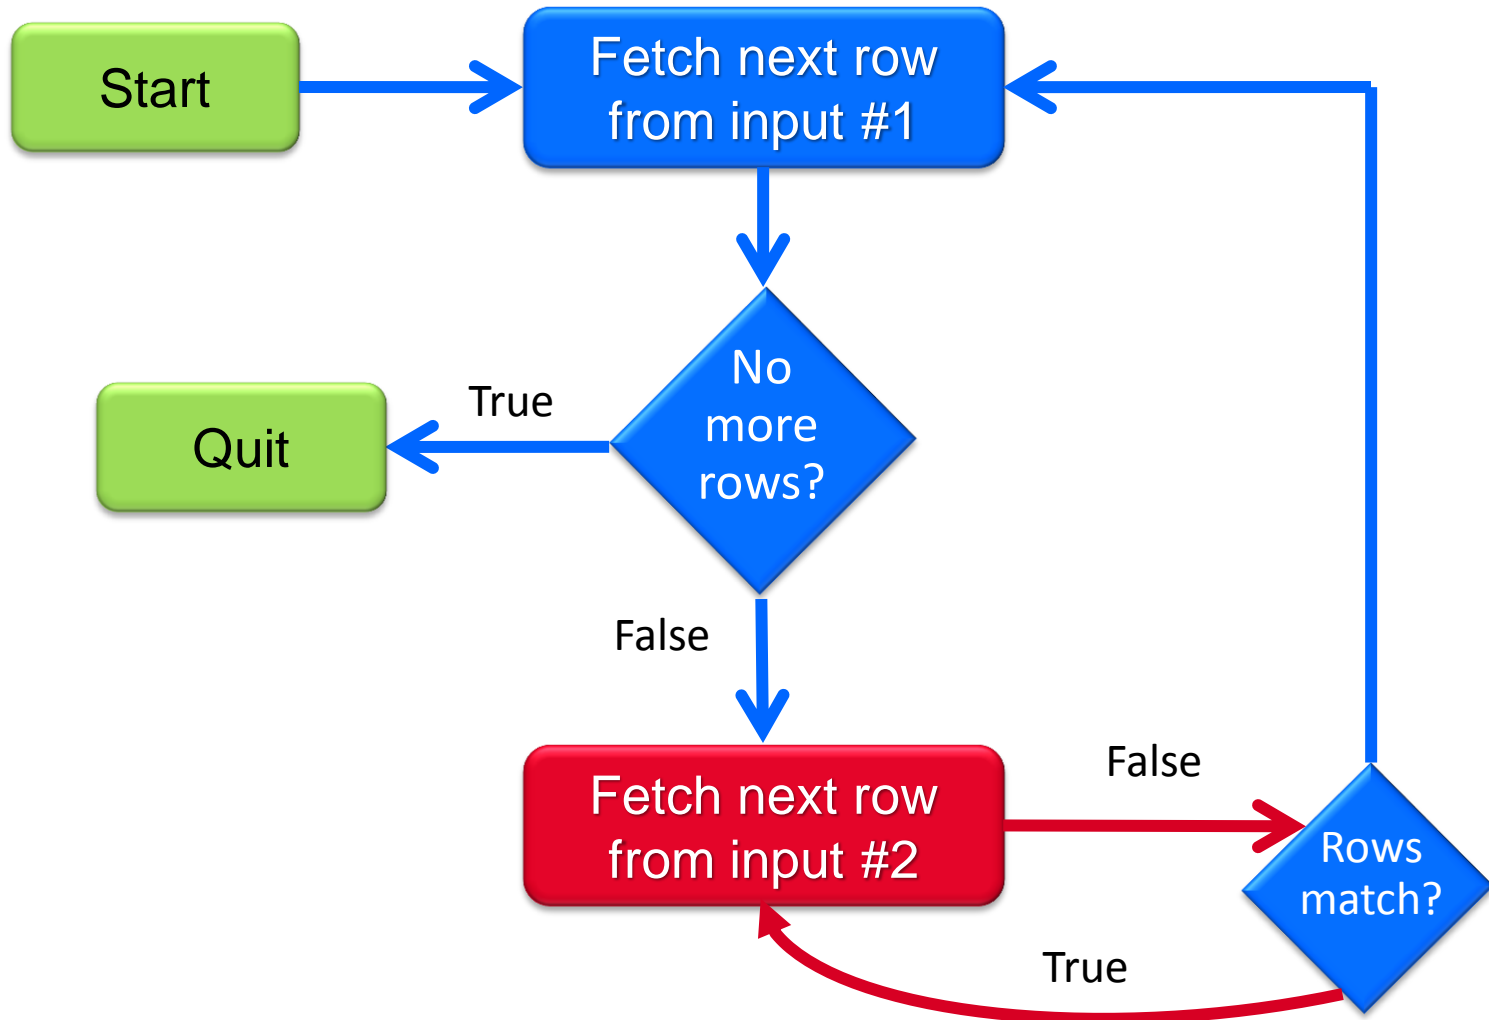 Start
Fetch next row
from input #1
No
more
rows?
True
Quit
False
Fetch next row
from input #2
False
Rows
match?
True